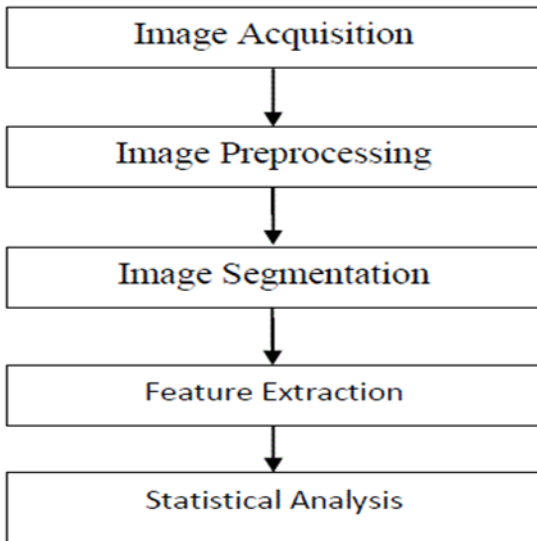 Image Acquisition
Image Preprocessing
Image Segmentation
Feature Extraction
Statistical Analysis